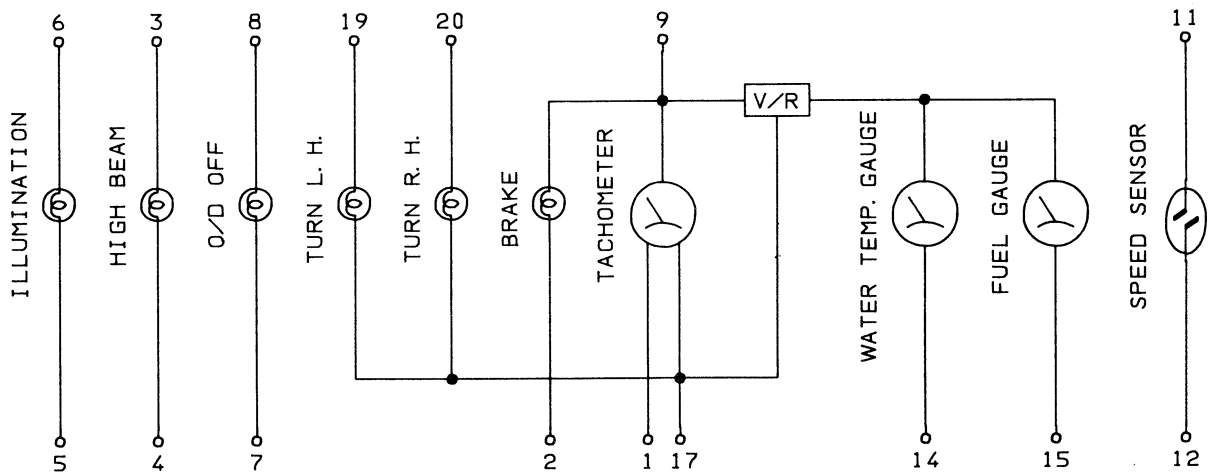 6 3 8 19 20 9 11
V/R
ILLUMINATION
HIGH BEAM
O/D OFF
TURN L. H.
TURN R. H.
BRAKE
TACHOMETER
WATER TEMP. GAUGE
FUEL GAUGE
SPEED SENSOR
5 4 7 2 1 17 14 15 12